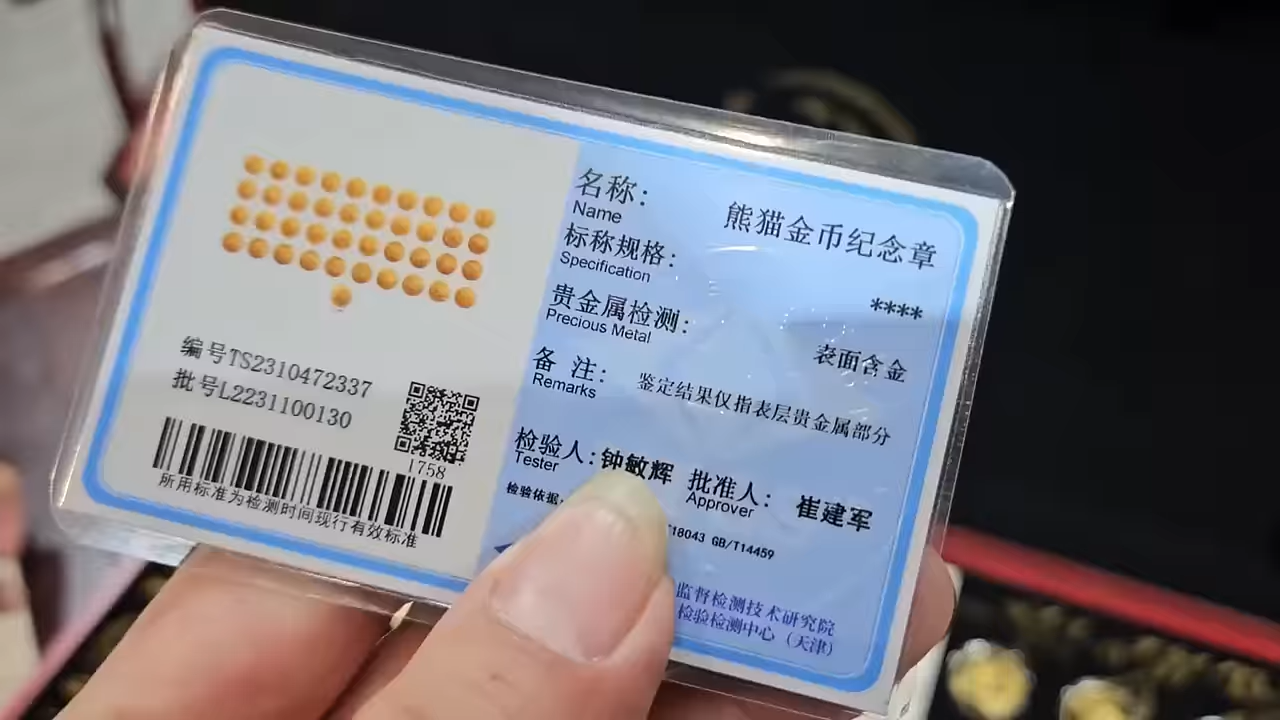 编号TS2310472337
批号L2231100130
1758
所用标准为检测时间现行有效标准
名称:
Name
熊猫金币纪念章
标称规格:
Specification
****
贵金属检测:
Precious Metal
表面含金
备 注:
Remarks
鉴定结果仅指表层贵金属部分
检验人:钟敏辉 批准人: 崔建军
Tester Approver
检验依据: 18043 GB/T14459
监督检测技术研究院
检验检测中心（天津）